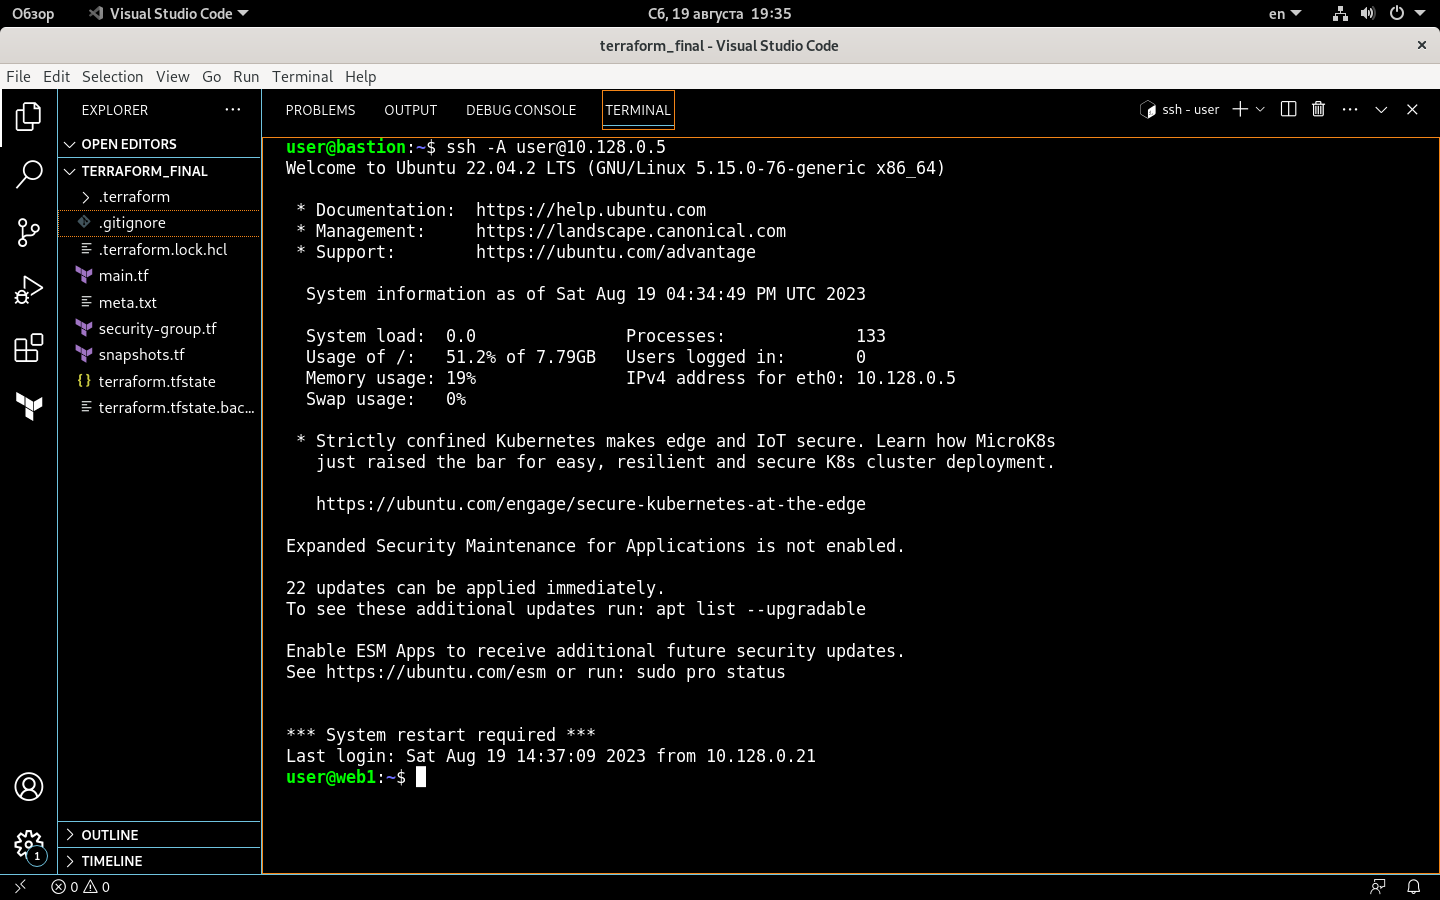 Обзор Visual Studio Code Сб, 19 августа 19:35 en
terraform_final - Visual Studio Code
File Edit Selection View Go Run Terminal Help
EXPLORER
OPEN EDITORS
TERRAFORM_FINAL
.terraform
.gitignore
.terraform.lock.hcl
main.tf
meta.txt
security-group.tf
snapshots.tf
terraform.tfstate
terraform.tfstate.bac...
OUTLINE
TIMELINE
1
PROBLEMS OUTPUT DEBUG CONSOLE TERMINAL ssh - user
user@bastion:~$ ssh -A user@10.128.0.5
Welcome to Ubuntu 22.04.2 LTS (GNU/Linux 5.15.0-76-generic x86_64)
* Documentation: https://help.ubuntu.com
* Management: https://landscape.canonical.com
* Support: https://ubuntu.com/advantage
System information as of Sat Aug 19 04:34:49 PM UTC 2023
System load: 0.0 Processes: 133
Usage of /: 51.2% of 7.79GB Users logged in: 0
Memory usage: 19% IPv4 address for eth0: 10.128.0.5
Swap usage: 0%
* Strictly confined Kubernetes makes edge and IoT secure. Learn how MicroK8s
just raised the bar for easy, resilient and secure K8s cluster deployment.
https://ubuntu.com/engage/secure-kubernetes-at-the-edge
Expanded Security Maintenance for Applications is not enabled.
22 updates can be applied immediately.
To see these additional updates run: apt list --upgradable
Enable ESM Apps to receive additional future security updates.
See https://ubuntu.com/esm or run: sudo pro status
*** System restart required ***
Last login: Sat Aug 19 14:37:09 2023 from 10.128.0.21
user@web1:~$
0 0